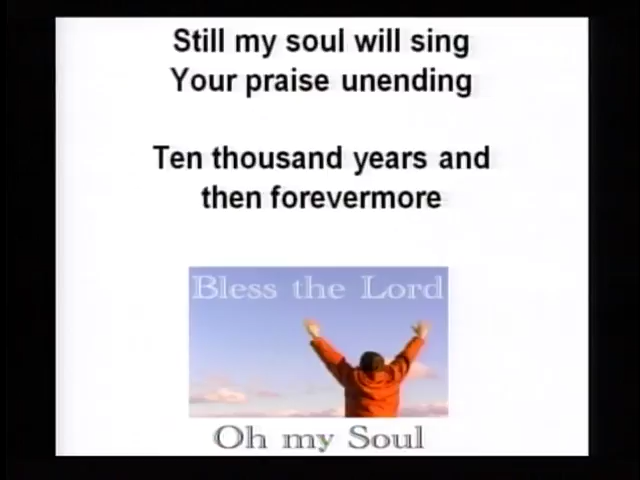 Still my soul will sing
Your praise unending
Ten thousand years and
then forevermore
Bless the Lord
Oh my Soul